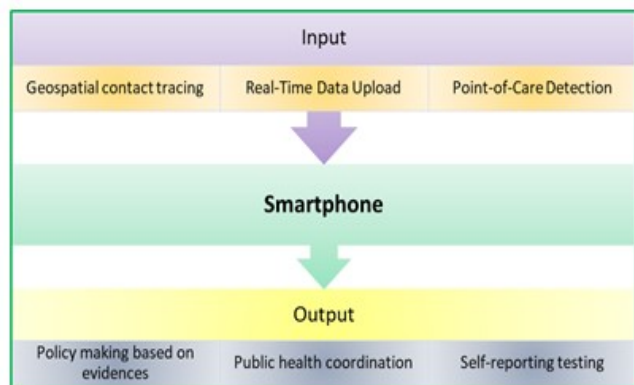 Input
Geospatial contact tracing
Real-Time Data Upload
Point-of-Care Detection
Smartphone
Output
Policy making based on
evidences
Public health coordination
Self-reporting testing